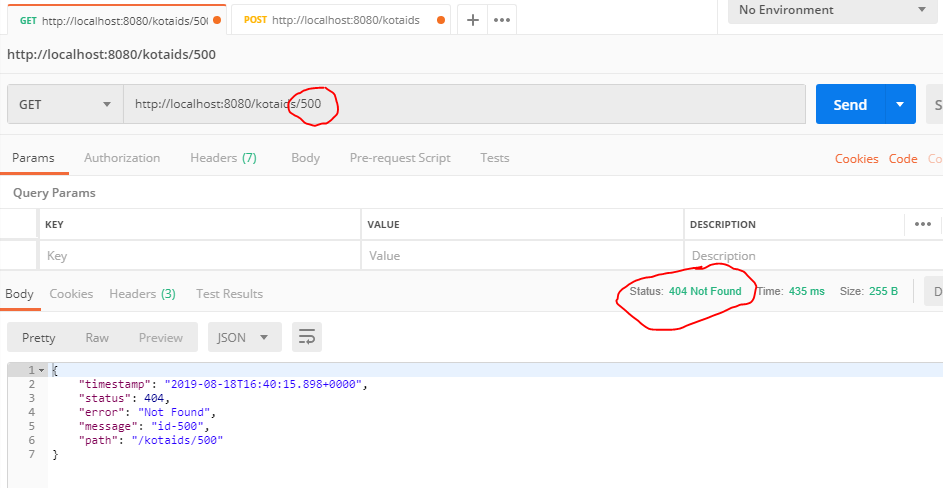 GET http://localhost:8080/kotaids/50 POST http://localhost:8080/kotaids + ••• No Environment
http://localhost:8080/kotaids/500
GET http://localhost:8080/kotaids/500 Send S
Params Authorization Headers (7) Body Pre-request Script Tests Cookies Code Co
Query Params
KEY VALUE DESCRIPTION •••
Key Value Description
Body Cookies Headers (3) Test Results Status: 404 Not Found Time: 435 ms Size: 255 B D
Pretty Raw Preview JSON
1 {
2 "timestamp": "2019-08-18T16:40:15.898+0000",
3 "status": 404,
4 "error": "Not Found",
5 "message": "id-500",
6 "path": "/kotaids/500"
7 }